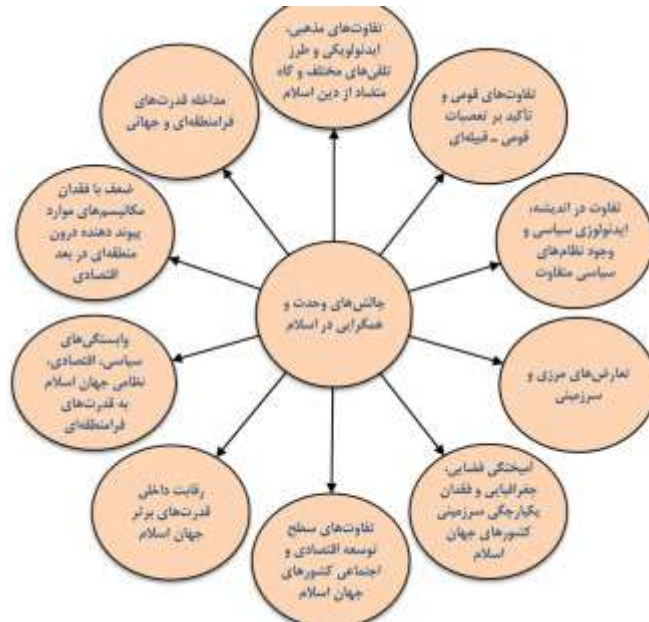 تفاوت‌های مذهبی،
ایدئولوژیکی و طرز
تلقی‌های مختلف و گاه
متضاد از دین اسلام
تفاوت‌های قومی و
تأکید بر تعصبات
قومی ـ قبیله‌ای
تفاوت در اندیشه،
ایدئولوژی سیاسی و
وجود نظام‌های
سیاسی متفاوت
تعارض‌های مرزی و
سرزمینی
جغرافیایی و فقدان
یکپارچگی سرزمینی
کشورهای جهان
اسلام
تفاوت‌های سطح
توسعه اقتصادی و
اجتماعی کشورهای
جهان اسلام
رقابت داخلی
قدرت‌های برتر
جهان اسلام
وابستگی‌های
سیاسی، اقتصادی،
نظامی جهان اسلام
به قدرت‌های
فرامنطقه‌ای
ضعف یا فقدان
مکانیسم‌های موارد
پیوند دهنده درون
منطقه‌ای در بعد
اقتصادی
مداخله قدرت‌های
فرامنطقه‌ای و جهانی
چالش‌های وحدت و
همگرایی در اسلام